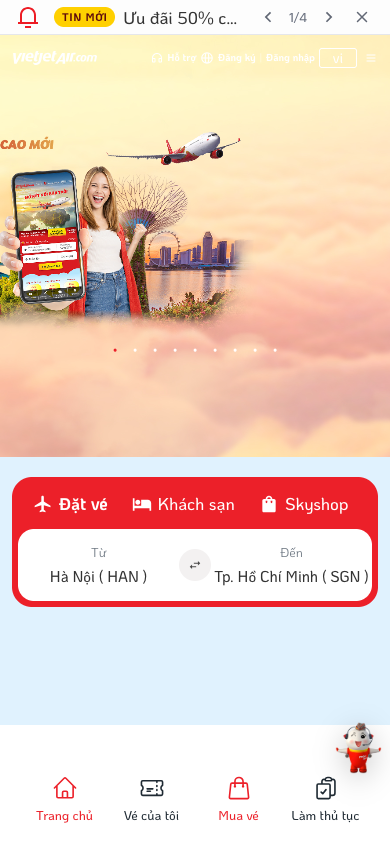 TIN MỚI Ưu đãi 50% c... 1/4
vietjetAir.com Hỗ trợ Đăng ký Đăng nhập vi
CAO MỚI
Đặt vé Khách sạn Skyshop
Từ Đến
Hà Nội ( HAN ) Tp. Hồ Chí Minh ( SGN )
Trang chủ Vé của tôi Mua vé Làm thủ tục